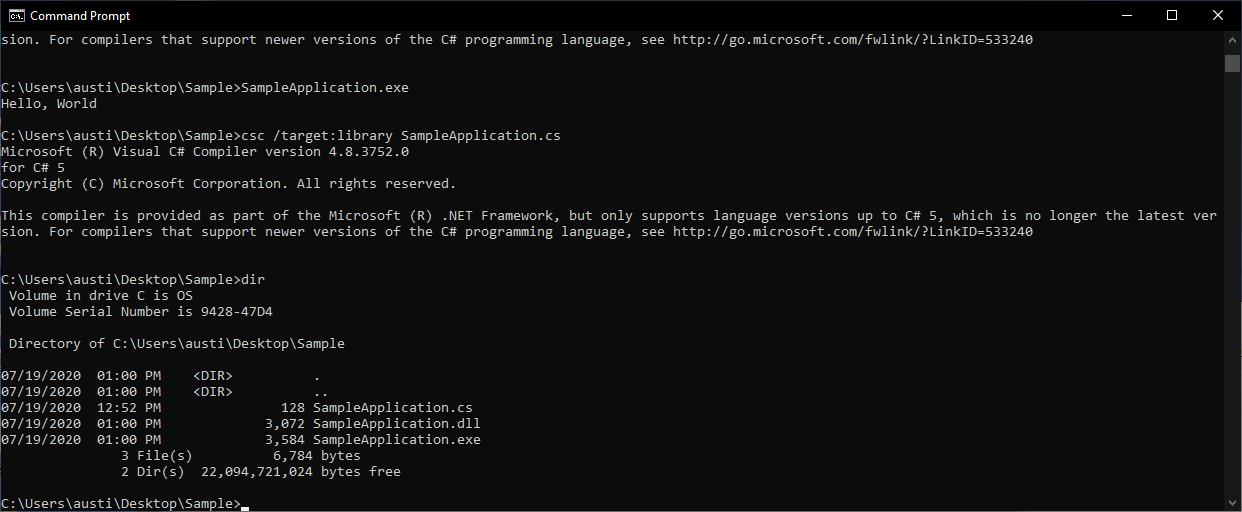 Command Prompt
sion. For compilers that support newer versions of the C# programming language, see http://go.microsoft.com/fwlink/?LinkID=533240
C:\Users\austi\Desktop\Sample>SampleApplication.exe
Hello, World
C:\Users\austi\Desktop\Sample>csc /target:library SampleApplication.cs
Microsoft (R) Visual C# Compiler version 4.8.3752.0
for C# 5
Copyright (C) Microsoft Corporation. All rights reserved.
This compiler is provided as part of the Microsoft (R) .NET Framework, but only supports language versions up to C# 5, which is no longer the latest ver
sion. For compilers that support newer versions of the C# programming language, see http://go.microsoft.com/fwlink/?LinkID=533240
C:\Users\austi\Desktop\Sample>dir
 Volume in drive C is OS
 Volume Serial Number is 9428-47D4
 Directory of C:\Users\austi\Desktop\Sample
07/19/2020  01:00 PM    <DIR>          .
07/19/2020  01:00 PM    <DIR>          ..
07/19/2020  12:52 PM               128 SampleApplication.cs
07/19/2020  01:00 PM             3,072 SampleApplication.dll
07/19/2020  01:00 PM             3,584 SampleApplication.exe
               3 File(s)          6,784 bytes
               2 Dir(s)  22,094,721,024 bytes free
C:\Users\austi\Desktop\Sample>